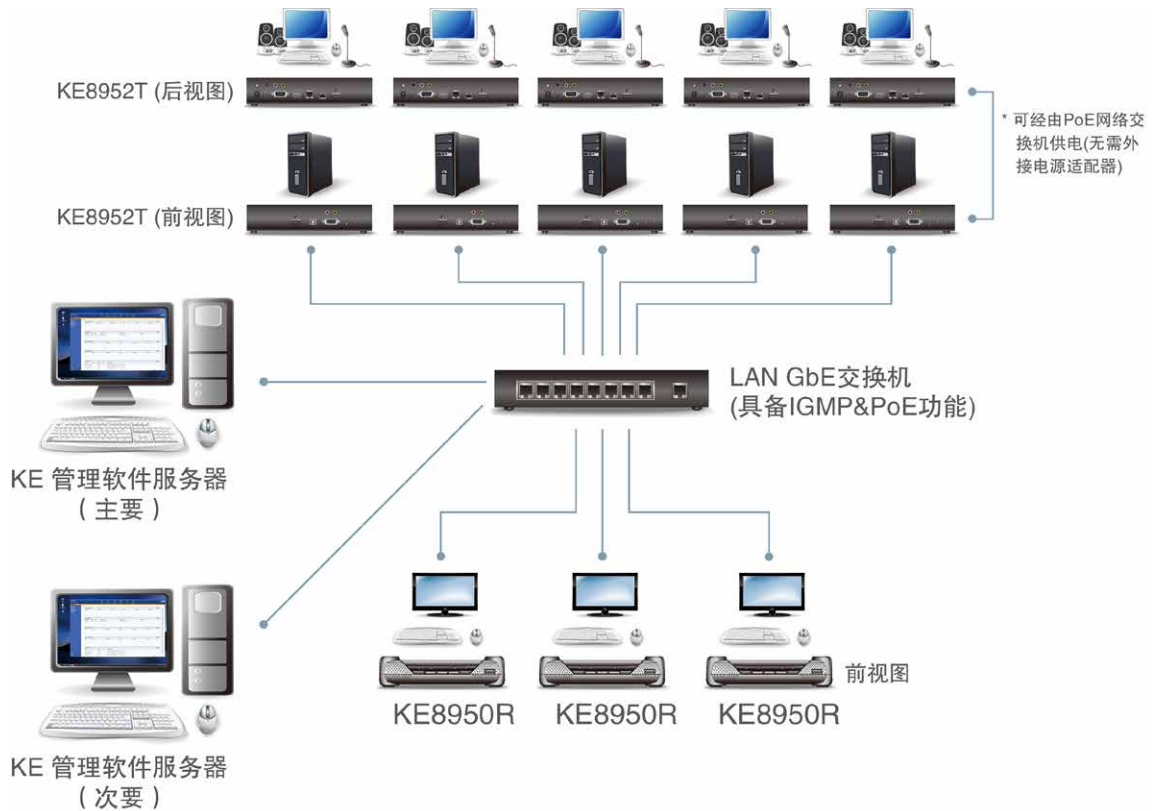 KE8952T (后视图)
* 可经由PoE网络交
换机供电(无需外
接电源适配器)
KE8952T (前视图)
LAN GbE交换机
(具备IGMP&PoE功能)
KE 管理软件服务器
( 主要 )
前视图
KE8950R
KE8950R
KE8950R
KE 管理软件服务器
( 次要 )